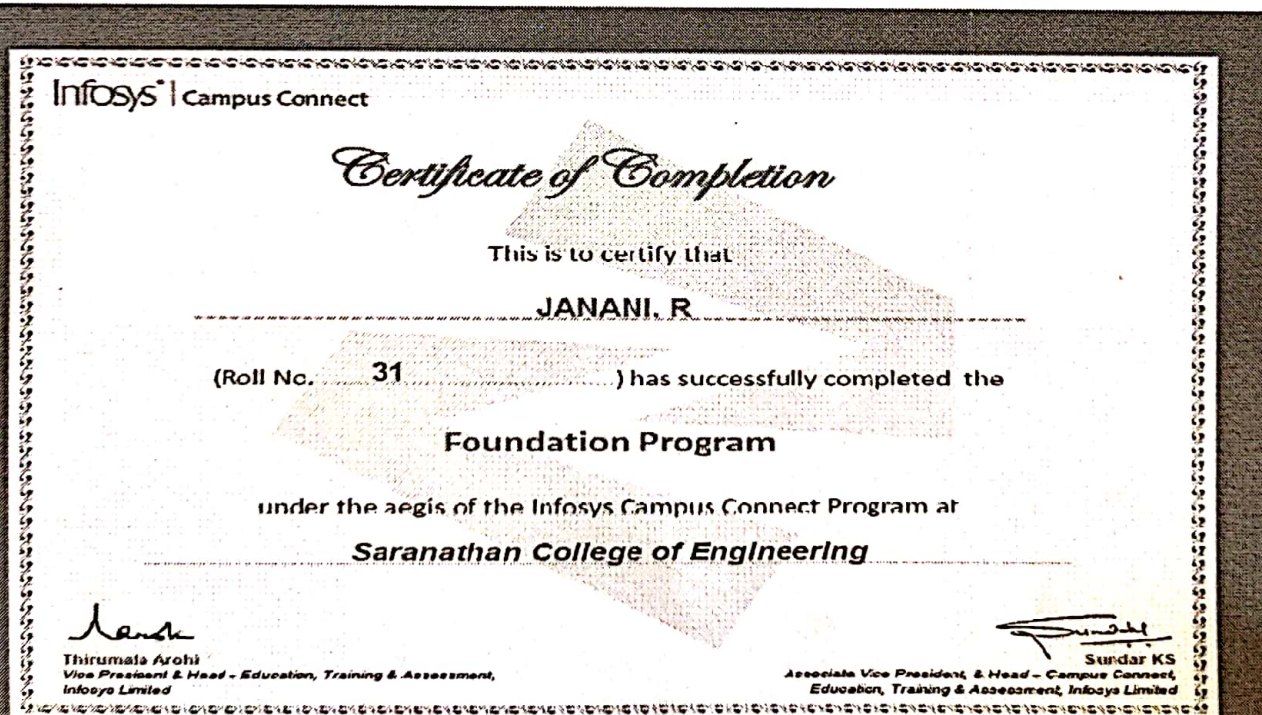 Infosys® | Campus Connect
Certificate of Completion
This is to certify that
JANANI. R
(Roll No. 31 ) has successfully completed the
Foundation Program
under the aegis of the Infosys Campus Connect Program at
Saranathan College of Engineering
Thirumala Arohi
Vice President & Head - Education, Training & Assessment,
Infosys Limited
Sundar KS
Associate Vice President, & Head - Campus Connect,
Education, Training & Assessment, Infosys Limited